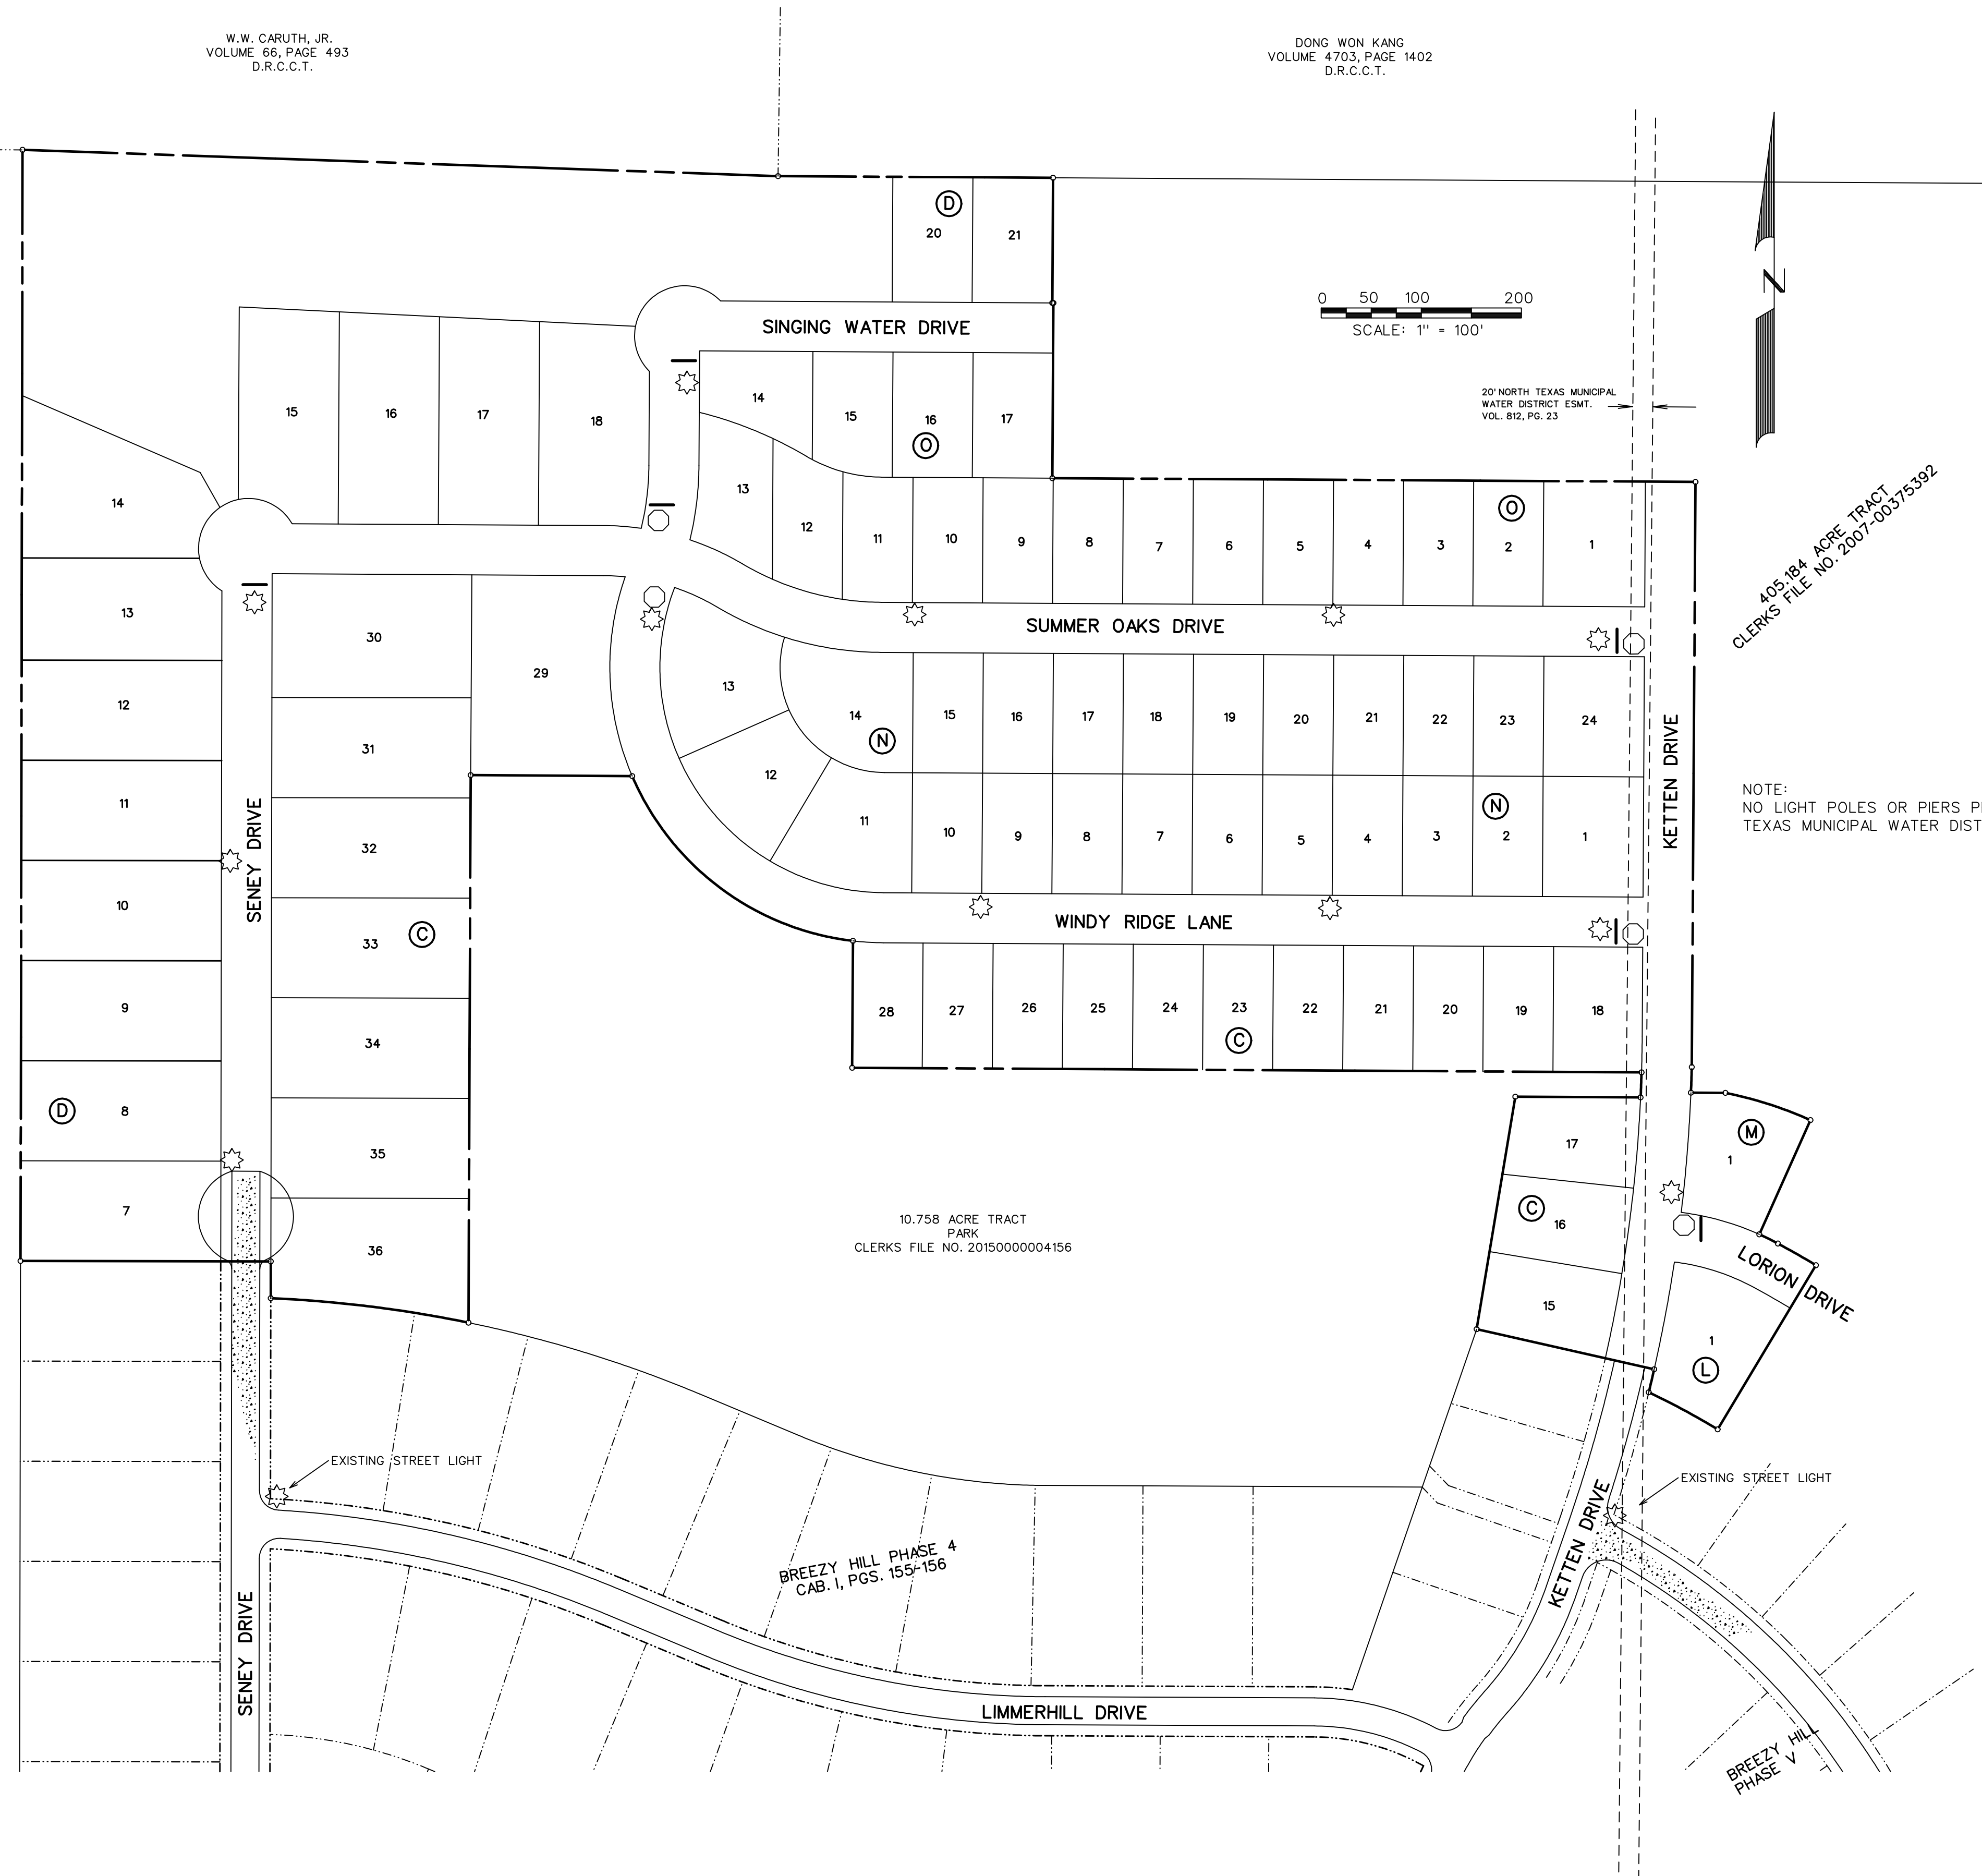 W.W. CARUTH, JR.
VOLUME 66, PAGE 493
D.R.C.C.T.
DONG WON KANG
VOLUME 4703, PAGE 1402
D.R.C.C.T.
D
20 21
0 50 100 200
SCALE: 1" = 100'
N
SINGING WATER DRIVE
20' NORTH TEXAS MUNICIPAL
WATER DISTRICT ESMT.
VOL. 812, PG. 23
15 16 17 18
14 15 16 17
O
405.184 ACRE TRACT
CLERKS FILE NO. 2007-00375392
14
13 12 11 10 9 8 7 6 5 4 3 2 1
O
SUMMER OAKS DRIVE
13
12
11
10
9
8
D
7
SENEY DRIVE
30
31
32
33
C
34
35
36
29
13 14 15 16 17 18 19 20 21 22 23 24
N
12 11 10 9 8 7 6 5 4 3 2 1
N
KETTEN DRIVE
NOTE:
NO LIGHT POLES OR PIERS P
TEXAS MUNICIPAL WATER DIST
WINDY RIDGE LANE
28 27 26 25 24 23 22 21 20 19 18
C
17
C
16
15
M
1
LORION DRIVE
1
L
10.758 ACRE TRACT
PARK
CLERKS FILE NO. 20150000004156
EXISTING STREET LIGHT
EXISTING STREET LIGHT
BREEZY HILL PHASE 4
CAB. I, PGS. 155-156
KETTEN DRIVE
SENEY DRIVE
LIMMERHILL DRIVE
BREEZY HILL
PHASE V